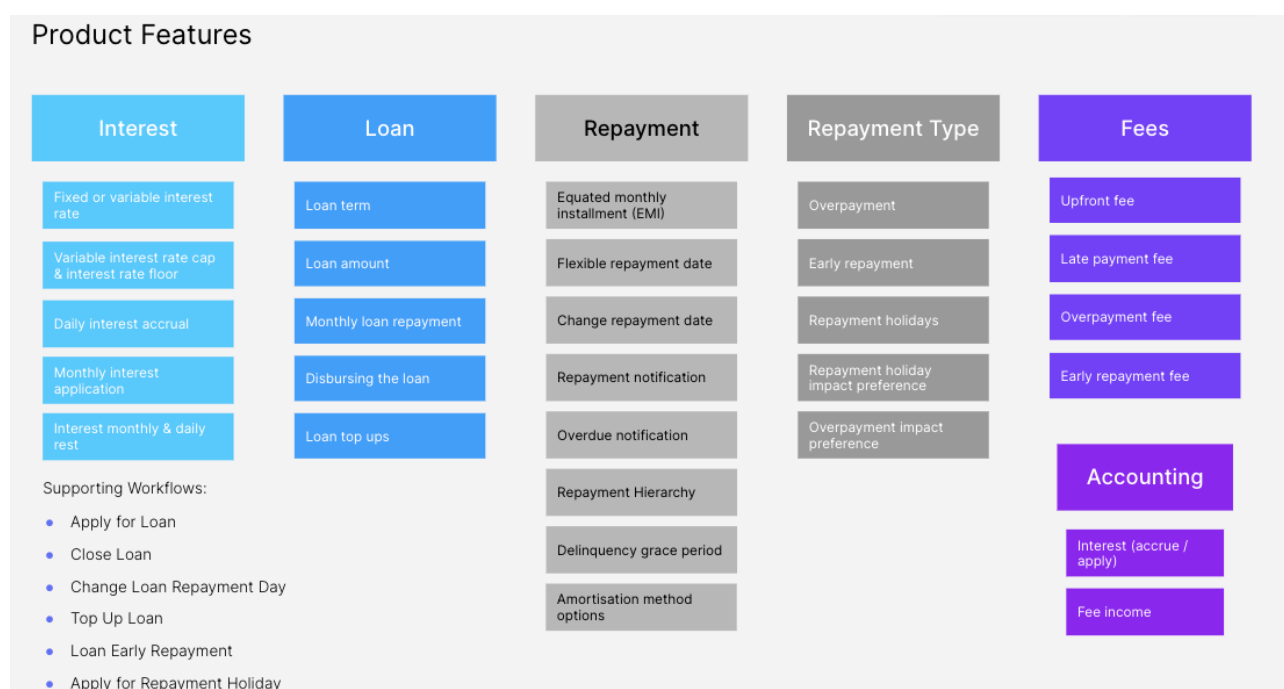 Product Features
Interest
Fixed or variable interest
rate
Variable interest rate cap
& interest rate floor
Daily interest accrual
Monthly interest
application
Interest monthly & daily
rest
Supporting Workflows:
Apply for Loan
Close Loan
Change Loan Repayment Day
Top Up Loan
Loan Early Repayment
Apply for Repayment Holiday
Loan
Loan term
Loan amount
Monthly loan repayment
Disbursing the loan
Loan top ups
Repayment
Equated monthly
installment (EMI)
Flexible repayment date
Change repayment date
Repayment notification
Overdue notification
Repayment Hierarchy
Delinquency grace period
Amortisation method
options
Repayment Type
Overpayment
Early repayment
Repayment holidays
Repayment holiday
impact preference
Overpayment impact
preference
Fees
Upfront fee
Late payment fee
Overpayment fee
Early repayment fee
Accounting
Interest (accrue /
apply)
Fee income